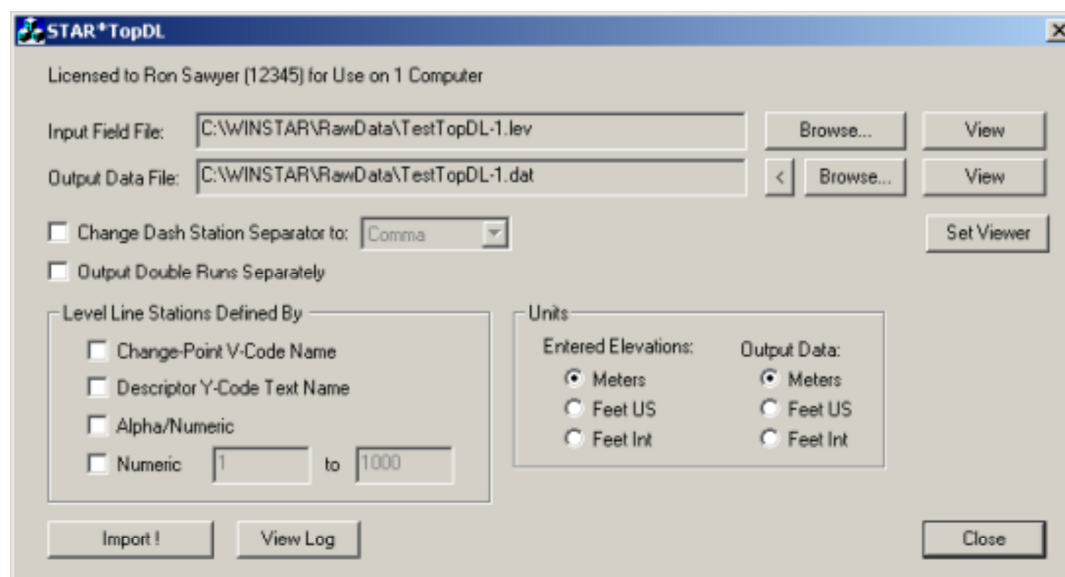 STAR*TopDL
Licensed to Ron Sawyer (12345) for Use on 1 Computer
Input Field File: C:\WINSTAR\RawData\TestTopDL-1.lev Browse... View
Output Data File: C:\WINSTAR\RawData\TestTopDL-1.dat < Browse... View
Change Dash Station Separator to: Comma Set Viewer
Output Double Runs Separately
Level Line Stations Defined By
Change-Point V-Code Name
Descriptor Y-Code Text Name
Alpha/Numeric
Numeric 1 to 1000
Units
Entered Elevations: Output Data:
Meters Meters
Feet US Feet US
Feet Int Feet Int
Import ! View Log Close